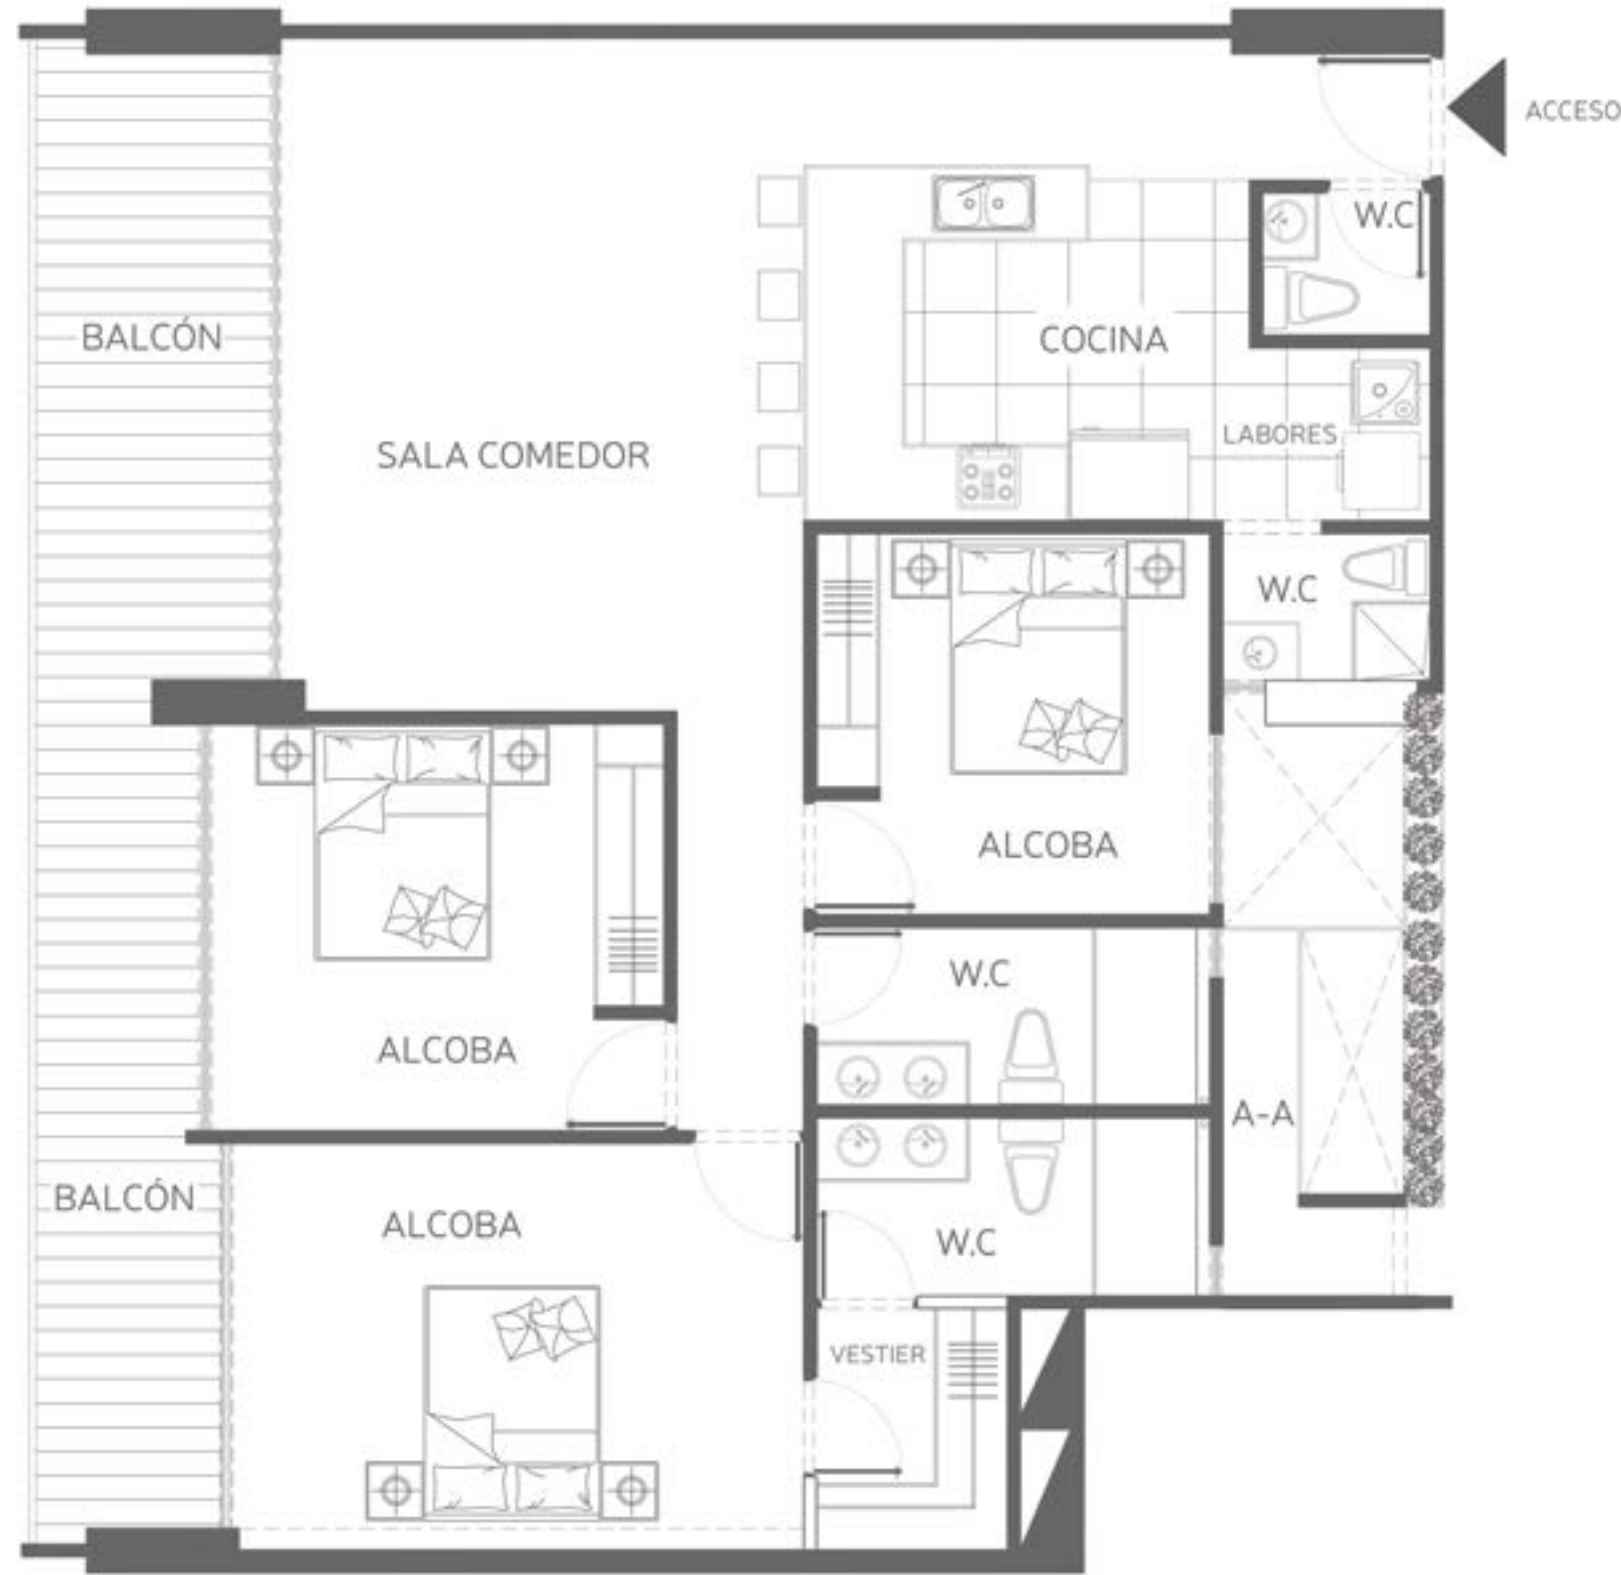 ACCESO
W.C
BALCÓN
COCINA
LABORES
SALA COMEDOR
W.C
ALCOBA
W.C
ALCOBA
A-A
BALCÓN
ALCOBA
W.C
VESTIER